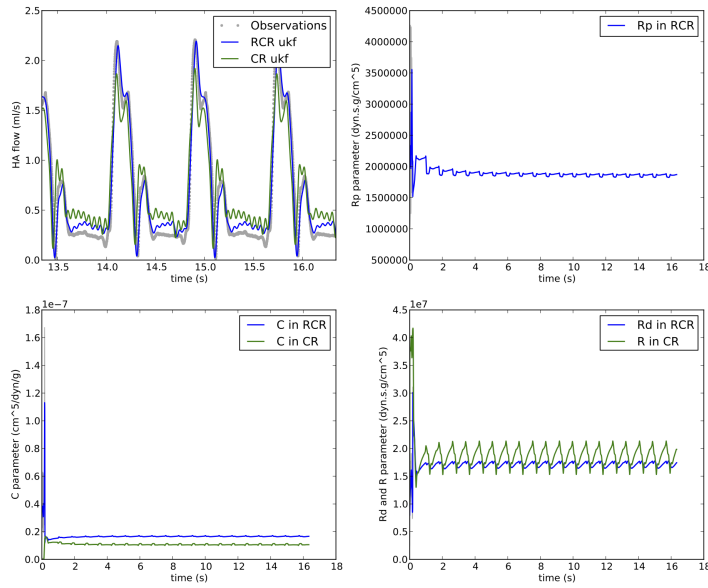 2.5
2.0
1.5
1.0
0.5
0.0
HA flow (ml/s)
Observations
RCR ukf
CR ukf
13.5 14.0 14.5 15.0 15.5 16.0
time (s)
4500000
4000000
3500000
3000000
2500000
2000000
1500000
1000000
500000
Rp parameter (dyn.s.g/cm^5)
Rp in RCR
0 2 4 6 8 10 12 14 16 18
time (s)
1e−7
1.8
1.6
1.4
1.2
1.0
0.8
0.6
0.4
0.2
0.0
C parameter (cm^5/dyn/g)
C in RCR
C in CR
0 2 4 6 8 10 12 14 16 18
time (s)
1e7
4.5
4.0
3.5
3.0
2.5
2.0
1.5
1.0
0.5
0.0
Rd and R parameter (dyn.s.g/cm^5)
Rd in RCR
R in CR
0 2 4 6 8 10 12 14 16 18
time (s)